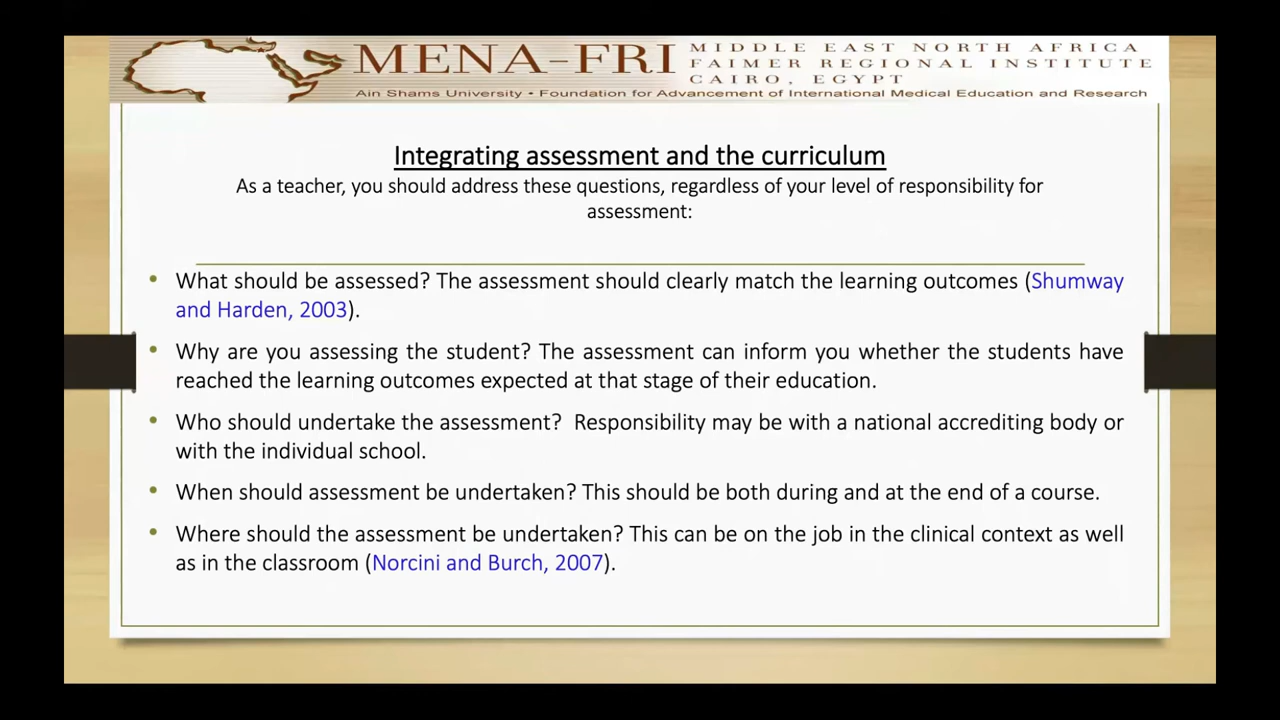 MENA-FRI
MIDDLE EAST NORTH AFRICA
FAIMER REGIONAL INSTITUTE
CAIRO, EGYPT
Ain Shams University • Foundation for Advancement of International Medical Education and Research
Integrating assessment and the curriculum
As a teacher, you should address these questions, regardless of your level of responsibility for
assessment:
• What should be assessed? The assessment should clearly match the learning outcomes (Shumway
and Harden, 2003).
• Why are you assessing the student? The assessment can inform you whether the students have
reached the learning outcomes expected at that stage of their education.
• Who should undertake the assessment?  Responsibility may be with a national accrediting body or
with the individual school.
• When should assessment be undertaken? This should be both during and at the end of a course.
• Where should the assessment be undertaken? This can be on the job in the clinical context as well
as in the classroom (Norcini and Burch, 2007).